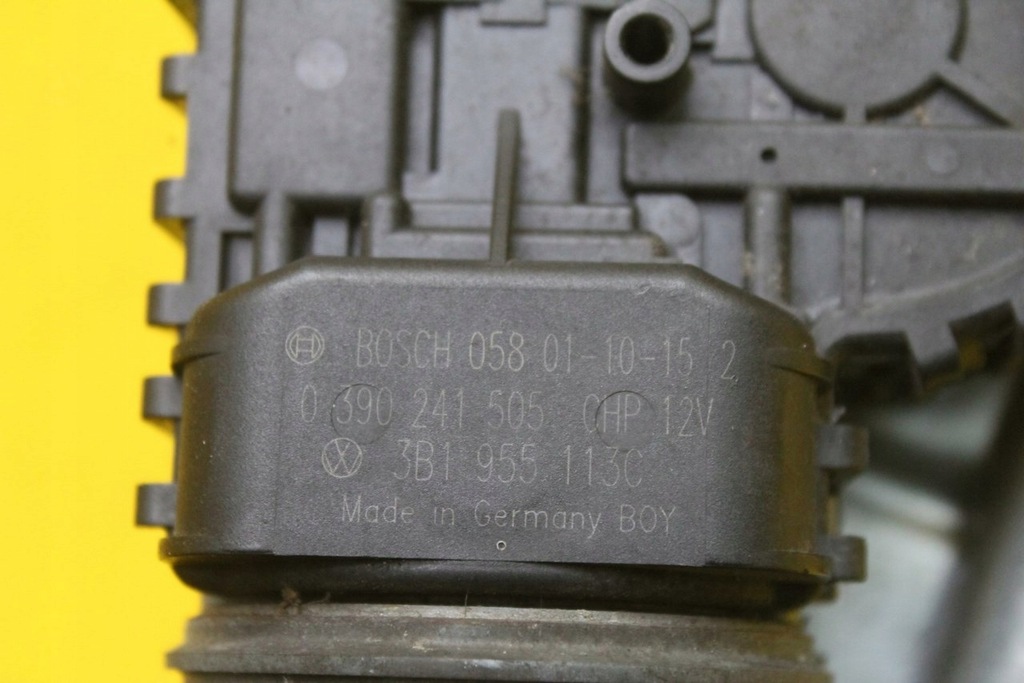 BOSCH 058 01-10-15 2
0 390 241 505 CHP 12V
3B1 955 113C
Made in Germany BOY